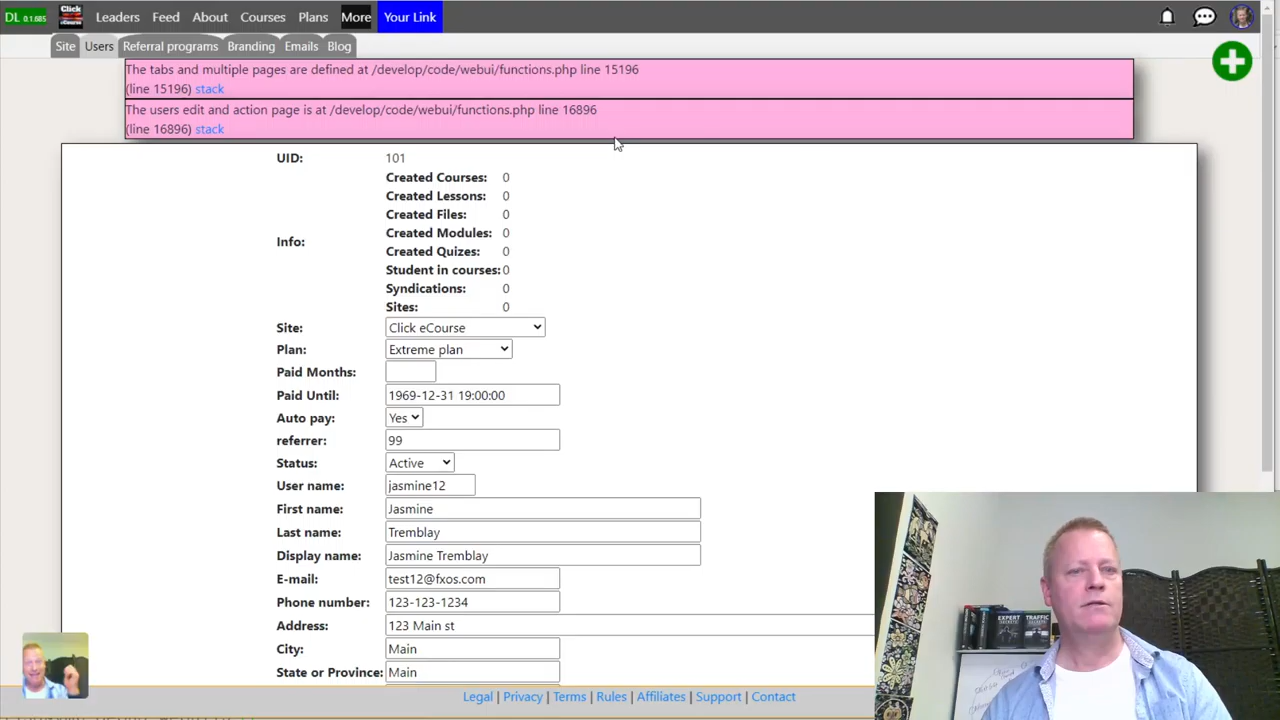 DL 0.1.685 Click eCourse Leaders Feed About Courses Plans More Your Link
Site Users Referral programs Branding Emails Blog
The tabs and multiple pages are defined at /develop/code/webui/functions.php line 15196
(line 15196) stack
The users edit and action page is at /develop/code/webui/functions.php line 16896
(line 16896) stack
UID: 101
Created Courses: 0
Created Lessons: 0
Created Files: 0
Created Modules: 0
Info:
Created Quizes: 0
Student in courses: 0
Syndications: 0
Sites: 0
Site: Click eCourse
Plan: Extreme plan
Paid Months:
Paid Until: 1969-12-31 19:00:00
Auto pay: Yes
referrer: 99
Status: Active
User name: jasmine12
First name: Jasmine
Last name: Tremblay
Display name: Jasmine Tremblay
E-mail: test12@fxos.com
Phone number: 123-123-1234
Address: 123 Main st
City: Main
State or Province: Main
EXPERT SECRETS TRAFFIC SECRETS
Legal | Privacy | Terms | Rules | Affiliates | Support | Contact